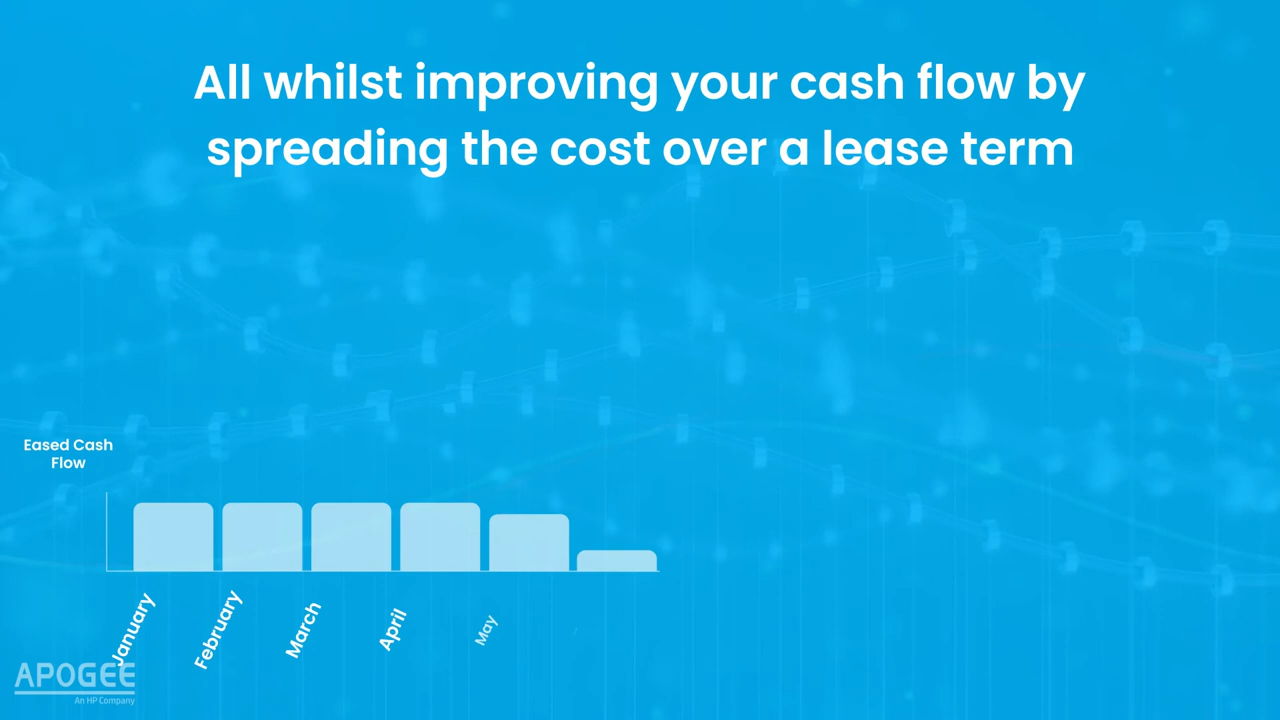 All whilst improving your cash flow by
spreading the cost over a lease term
Eased Cash
Flow
January
February
March
April
May
APOGEE
An HP Company